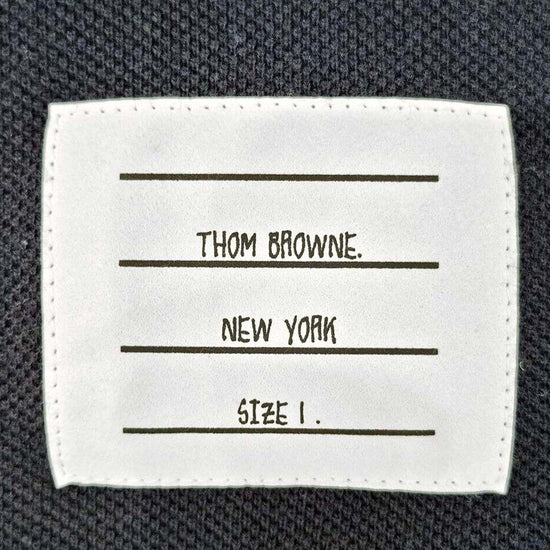 THOM BROWNE.
NEW YORK
SIZE 1 .